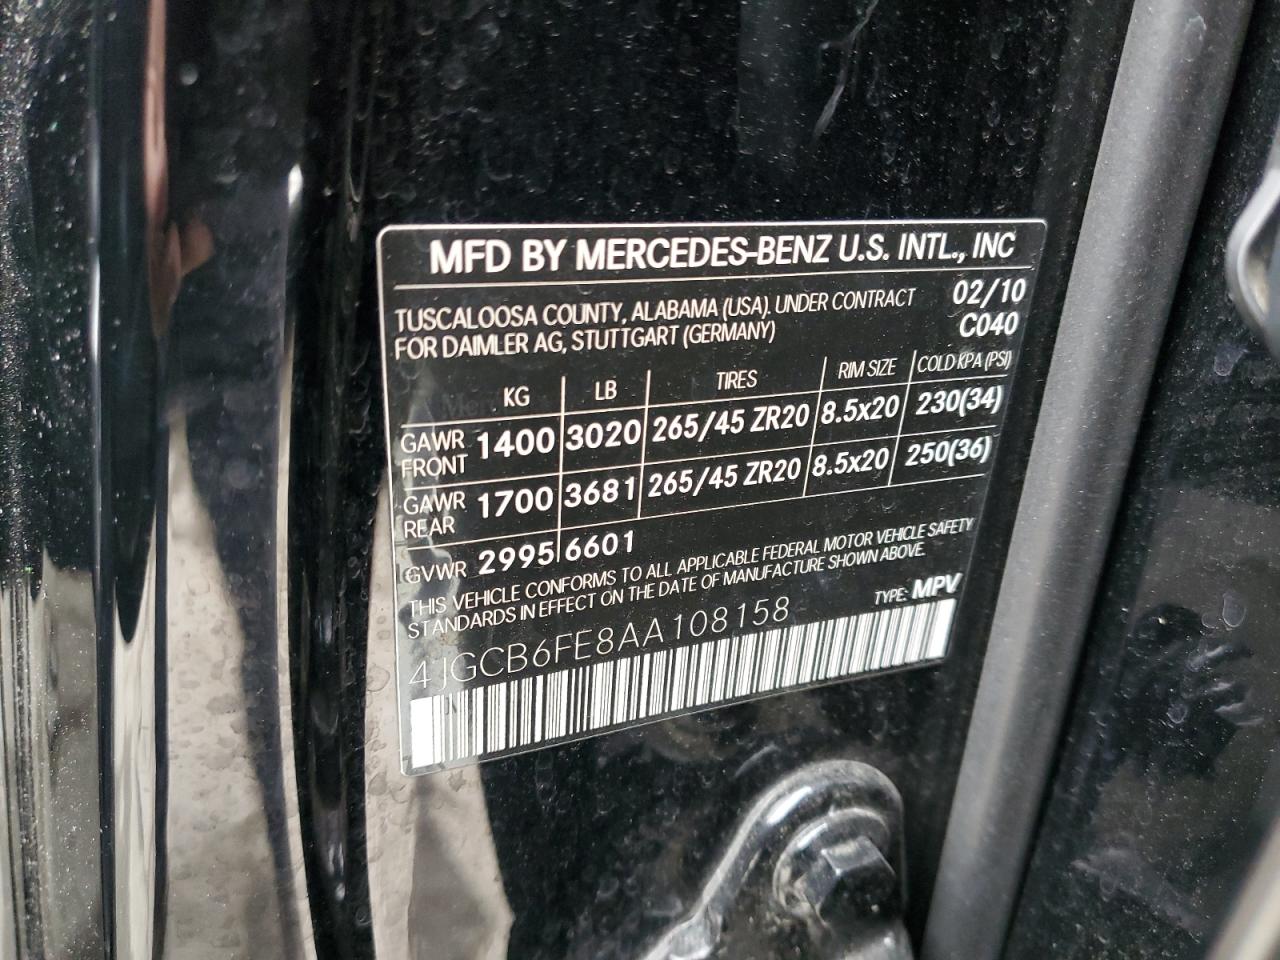 MFD BY MERCEDES-BENZ U.S. INTL., INC
TUSCALOOSA COUNTY, ALABAMA (USA). UNDER CONTRACT 02/10
FOR DAIMLER AG, STUTTGART (GERMANY) C040
KG LB TIRES RIM SIZE COLD KPA (PSI)
GAWR FRONT 1400 3020 265/45 ZR20 8.5x20 230(34)
GAWR REAR 1700 3681 265/45 ZR20 8.5x20 250(36)
GVWR 2995 6601
THIS VEHICLE CONFORMS TO ALL APPLICABLE FEDERAL MOTOR VEHICLE SAFETY
STANDARDS IN EFFECT ON THE DATE OF MANUFACTURE SHOWN ABOVE.
4JGCB6FE8AA108158 TYPE: MPV